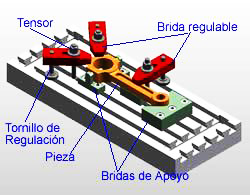 Tensor
Brida regulable
Tornillo de
Regulación
Pieza
Bridas de Apoyo